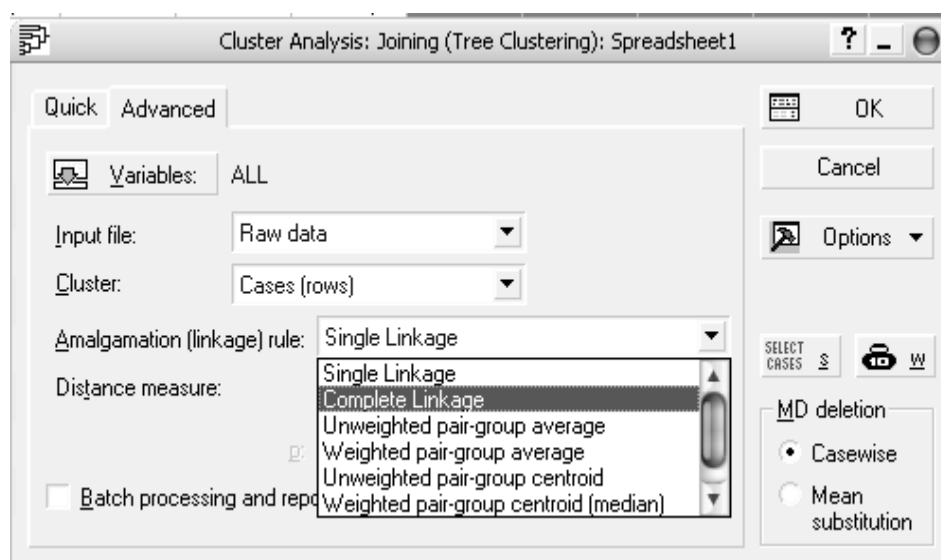 Cluster Analysis: Joining (Tree Clustering): Spreadsheet1 ?
Quick Advanced
OK
Variables: ALL
Cancel
Input file: Raw data
Options
Cluster: Cases (rows)
Amalgamation (linkage) rule: Single Linkage
SELECT CASES S W
Distance measure:
Single Linkage
Complete Linkage
Unweighted pair-group average
Weighted pair-group average
Unweighted pair-group centroid
Weighted pair-group centroid (median)
MD deletion
Casewise
Mean
substitution
p:
Batch processing and repo